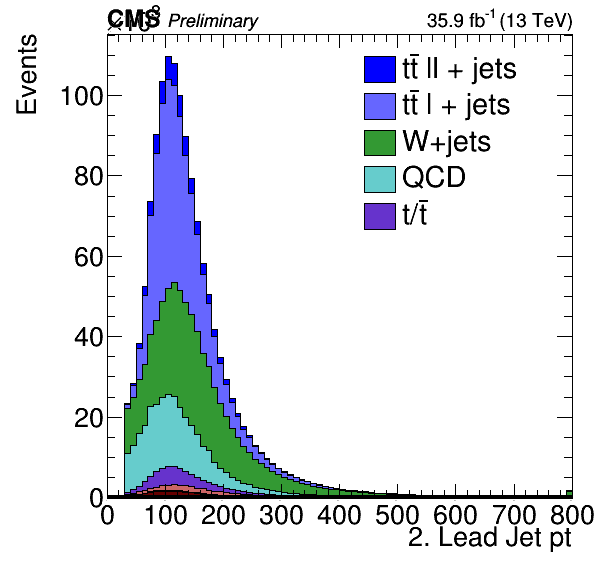 CMS Preliminary 35.9 fb⁻¹ (13 TeV)
Events
tt̄ ll + jets
tt̄ l + jets
W+jets
QCD
t/t̄
100
80
60
40
20
0
0 100 200 300 400 500 600 700 800
2. Lead Jet pt